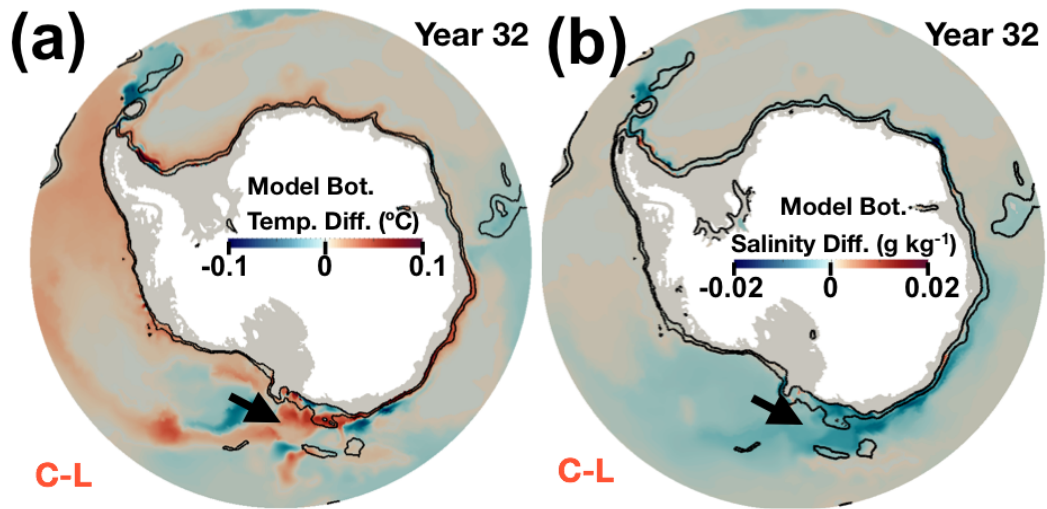 (a)
Year 32
Model Bot.
Temp. Diff. (ºC)
-0.1 0 0.1
C-L
(b)
Year 32
Model Bot.
Salinity Diff. (g kg⁻¹)
-0.02 0 0.02
C-L